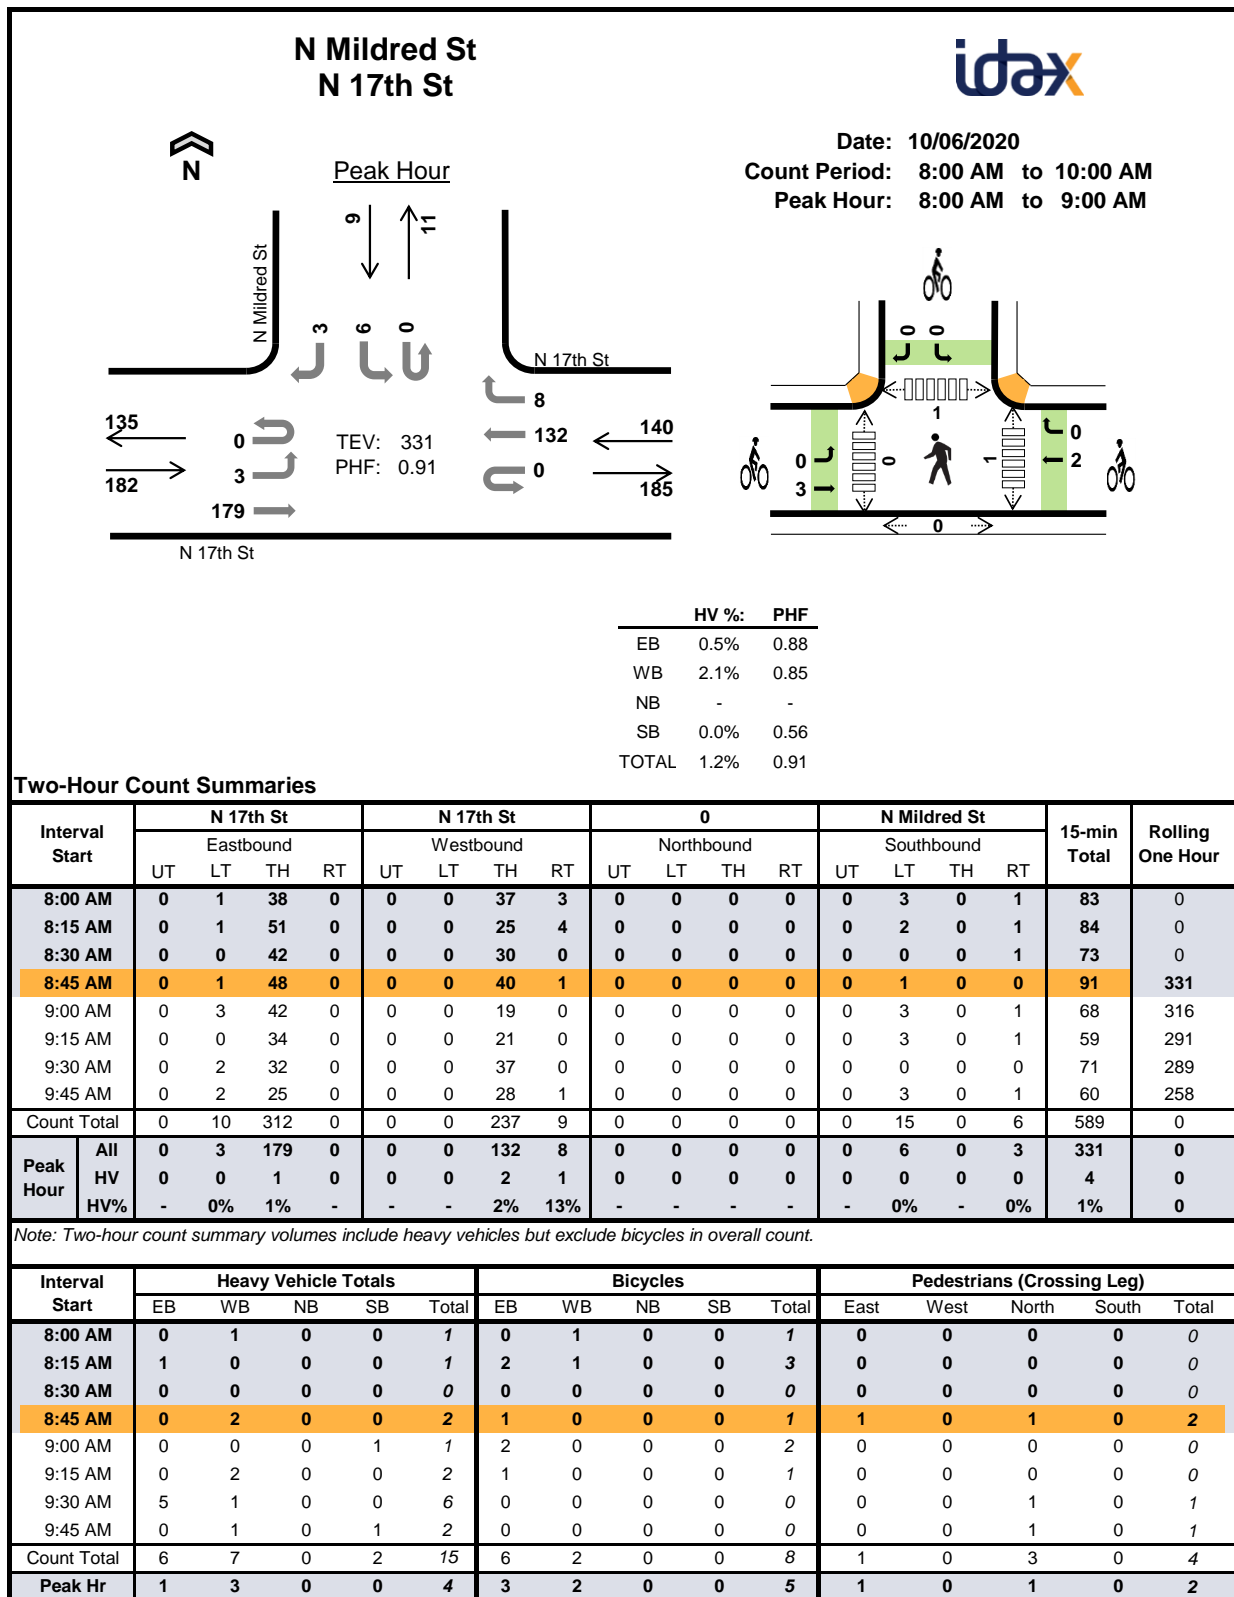 N Mildred St
N 17th St
idax
N
Peak Hour
Date: 10/06/2020
Count Period: 8:00 AM to 10:00 AM
Peak Hour: 8:00 AM to 9:00 AM
9
11
N Mildred St
3 6 0
N 17th St
8
135
0
TEV: 331
132
140
182
3
PHF: 0.91
0
185
179
N 17th St
0 0
1
0
0
0
1
2
3
0
HV %: PHF
EB 0.5% 0.88
WB 2.1% 0.85
NB - -
SB 0.0% 0.56
TOTAL 1.2% 0.91
Two-Hour Count Summaries
Interval Start N 17th St N 17th St 0 N Mildred St 15-min Total Rolling One Hour
Eastbound Westbound Northbound Southbound
UT LT TH RT UT LT TH RT UT LT TH RT UT LT TH RT
8:00 AM 0 1 38 0 0 0 37 3 0 0 0 0 0 3 0 1 83 0
8:15 AM 0 1 51 0 0 0 25 4 0 0 0 0 0 2 0 1 84 0
8:30 AM 0 0 42 0 0 0 30 0 0 0 0 0 0 0 0 1 73 0
8:45 AM 0 1 48 0 0 0 40 1 0 0 0 0 0 1 0 0 91 331
9:00 AM 0 3 42 0 0 0 19 0 0 0 0 0 0 3 0 1 68 316
9:15 AM 0 0 34 0 0 0 21 0 0 0 0 0 0 3 0 1 59 291
9:30 AM 0 2 32 0 0 0 37 0 0 0 0 0 0 0 0 0 71 289
9:45 AM 0 2 25 0 0 0 28 1 0 0 0 0 0 3 0 1 60 258
Count Total 0 10 312 0 0 0 237 9 0 0 0 0 0 15 0 6 589 0
Peak Hour All 0 3 179 0 0 0 132 8 0 0 0 0 0 6 0 3 331 0
HV 0 0 1 0 0 0 2 1 0 0 0 0 0 0 0 0 4 0
HV% - 0% 1% - - - 2% 13% - - - - - 0% - 0% 1% 0
Note: Two-hour count summary volumes include heavy vehicles but exclude bicycles in overall count.
Interval Start Heavy Vehicle Totals Bicycles Pedestrians (Crossing Leg)
EB WB NB SB Total EB WB NB SB Total East West North South Total
8:00 AM 0 1 0 0 1 0 1 0 0 1 0 0 0 0 0
8:15 AM 1 0 0 0 1 2 1 0 0 3 0 0 0 0 0
8:30 AM 0 0 0 0 0 0 0 0 0 0 0 0 0 0 0
8:45 AM 0 2 0 0 2 1 0 0 0 1 1 0 1 0 2
9:00 AM 0 0 0 1 1 2 0 0 0 2 0 0 0 0 0
9:15 AM 0 2 0 0 2 1 0 0 0 1 0 0 0 0 0
9:30 AM 5 1 0 0 6 0 0 0 0 0 0 0 1 0 1
9:45 AM 0 1 0 1 2 0 0 0 0 0 0 0 1 0 1
Count Total 6 7 0 2 15 6 2 0 0 8 1 0 3 0 4
Peak Hr 1 3 0 0 4 3 2 0 0 5 1 0 1 0 2